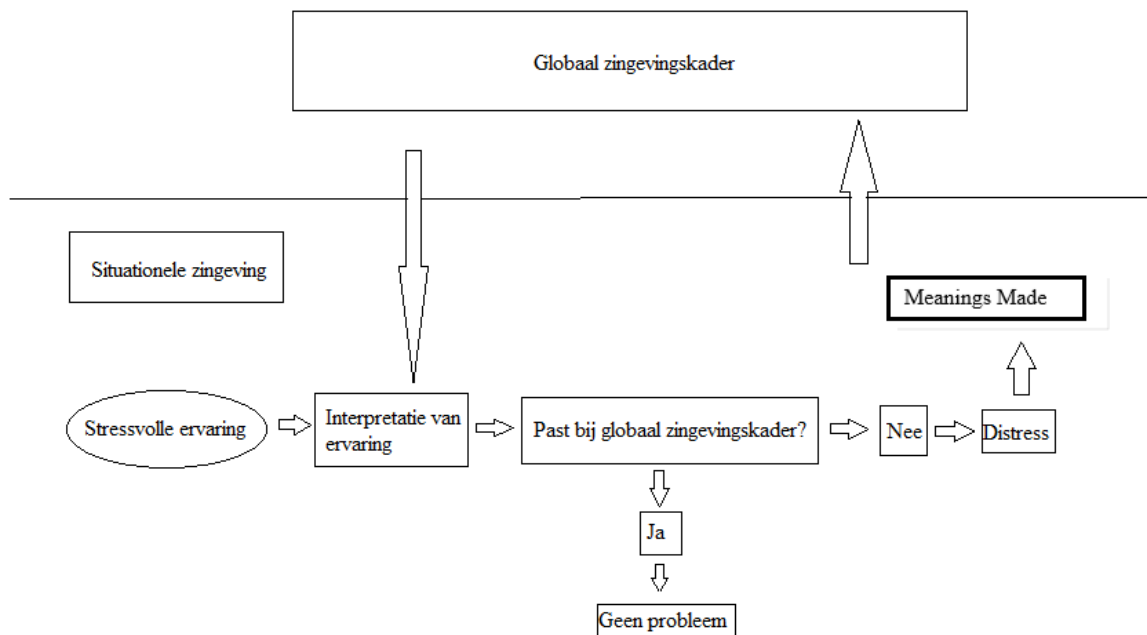 Globaal zingevingskader
Situationele zingeving
Meanings Made
Stressvolle ervaring
Interpretatie van
ervaring
Past bij globaal zingevingskader?
Nee
Distress
Ja
Geen probleem